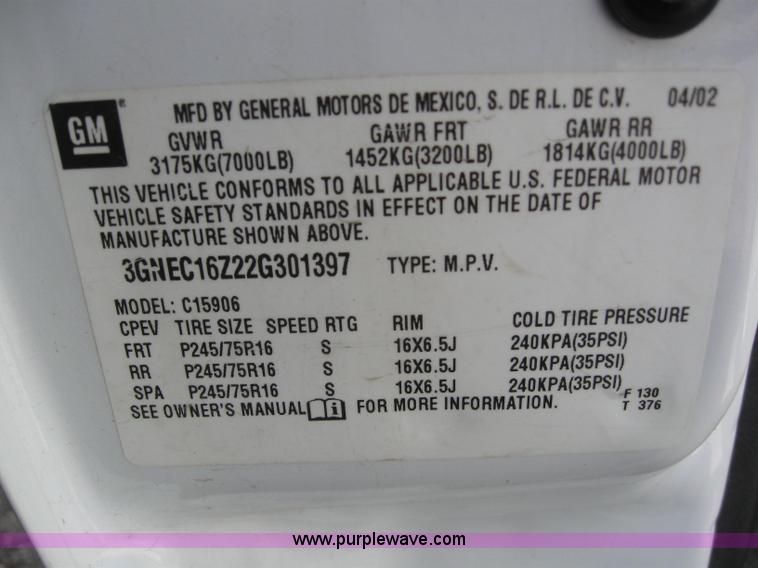 GM ® MFD BY GENERAL MOTORS DE MEXICO, S. DE R.L. DE C.V. 04/02
GVWR GAWR FRT GAWR RR
3175KG(7000LB) 1452KG(3200LB) 1814KG(4000LB)
THIS VEHICLE CONFORMS TO ALL APPLICABLE U.S. FEDERAL MOTOR
VEHICLE SAFETY STANDARDS IN EFFECT ON THE DATE OF
MANUFACTURE SHOWN ABOVE.
3GNEC16Z22G301397 TYPE: M.P.V.
MODEL: C15906
CPEV TIRE SIZE SPEED RTG RIM COLD TIRE PRESSURE
FRT P245/75R16 S 16X6.5J 240KPA(35PSI)
RR P245/75R16 S 16X6.5J 240KPA(35PSI)
SPA P245/75R16 S 16X6.5J 240KPA(35PSI)
SEE OWNER'S MANUAL i FOR MORE INFORMATION.
F 130
T 376
www.purplewave.com